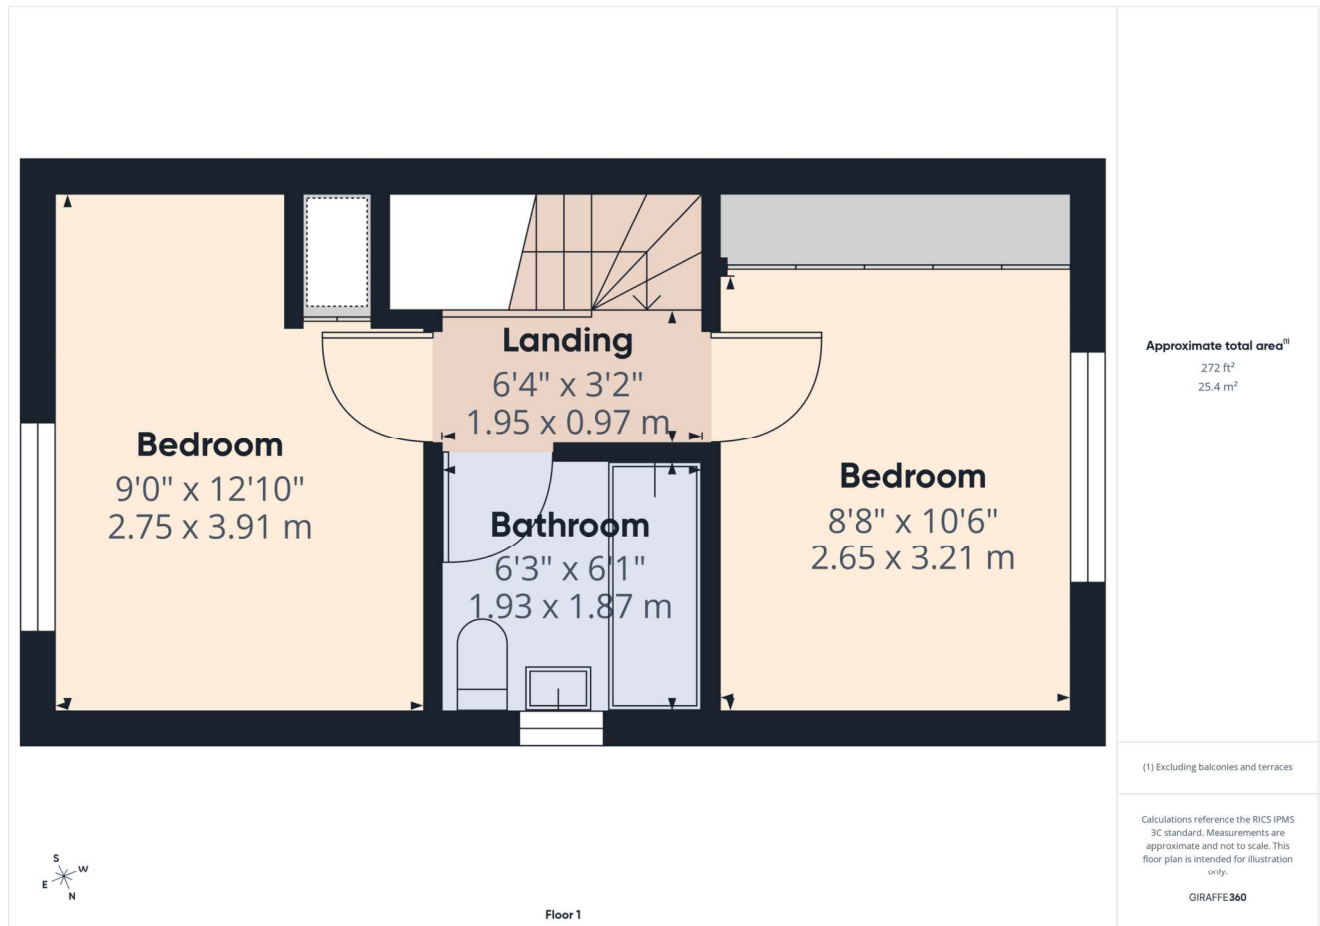 Landing
6'4" x 3'2"
1.95 x 0.97 m
Bedroom
9'0" x 12'10"
2.75 x 3.91 m
Bathroom
6'3" x 6'1"
1.93 x 1.87 m
Bedroom
8'8" x 10'6"
2.65 x 3.21 m
Approximate total area(1)
272 ft²
25.4 m²
(1) Excluding balconies and terraces
Calculations reference the RICS IPMS
3C standard. Measurements are
approximate and not to scale. This
floor plan is intended for illustration
only.
GIRAFFE360
S
W
E
N
Floor 1